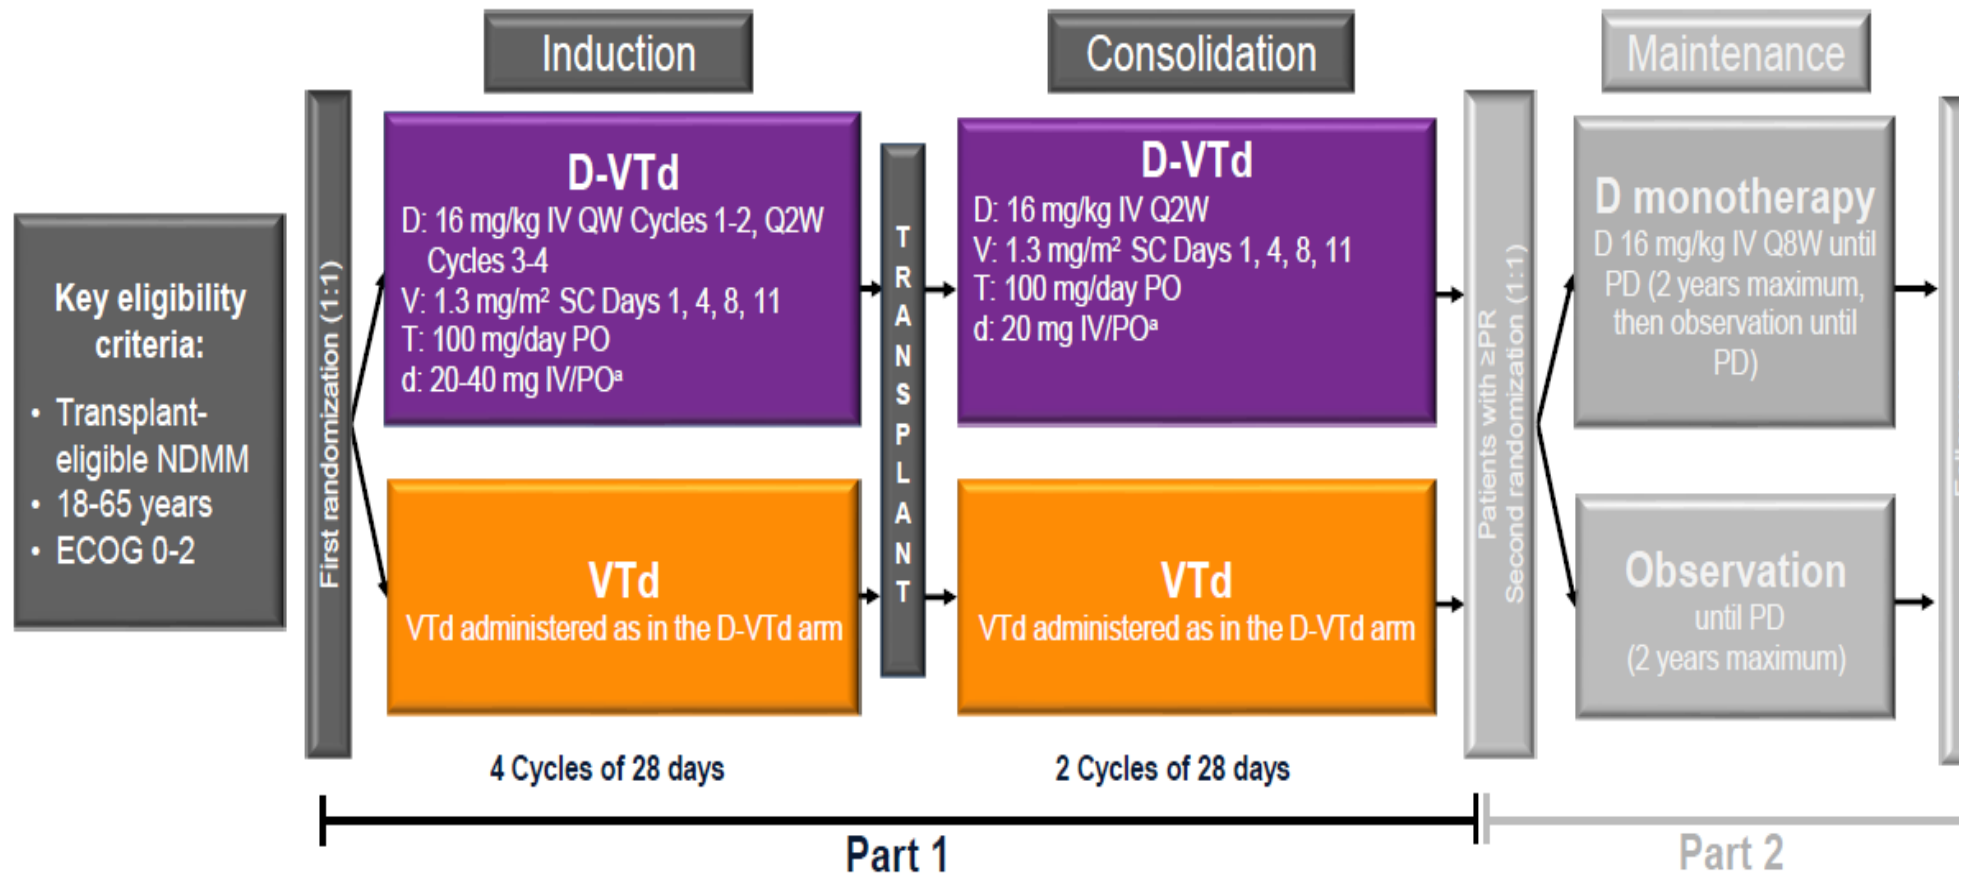 Induction
Consolidation
Maintenance
Key eligibility
criteria:
• Transplant-
eligible NDMM
• 18-65 years
• ECOG 0-2
First randomization (1:1)
D-VTd
D: 16 mg/kg IV QW Cycles 1-2, Q2W
Cycles 3-4
V: 1.3 mg/m² SC Days 1, 4, 8, 11
T: 100 mg/day PO
d: 20-40 mg IV/POᵃ
VTd
VTd administered as in the D-VTd arm
TRANSPLANT
D-VTd
D: 16 mg/kg IV Q2W
V: 1.3 mg/m² SC Days 1, 4, 8, 11
T: 100 mg/day PO
d: 20 mg IV/POᵃ
VTd
VTd administered as in the D-VTd arm
Patients with ≥PR
Second randomization (1:1)
D monotherapy
D 16 mg/kg IV Q8W until
PD (2 years maximum,
then observation until
PD)
Observation
until PD
(2 years maximum)
4 Cycles of 28 days
2 Cycles of 28 days
Part 1
Part 2